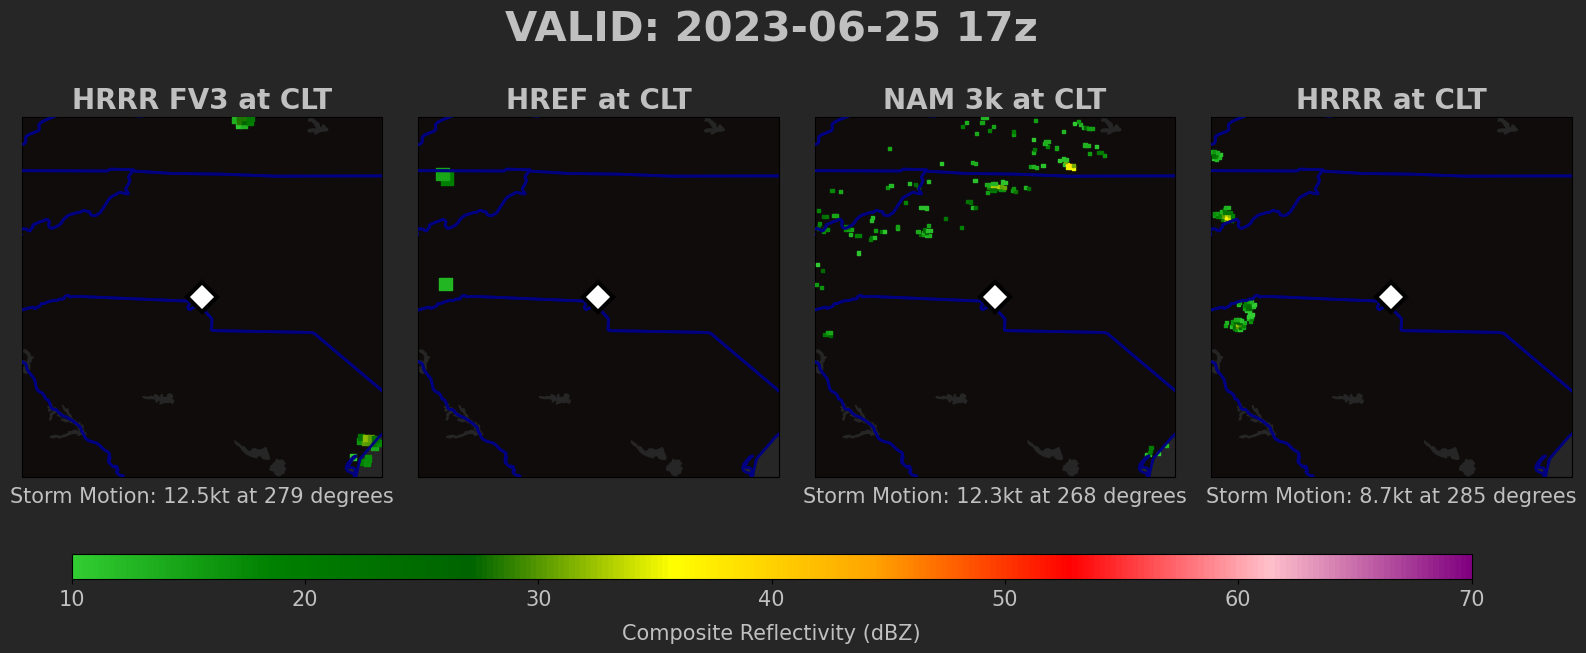 VALID: 2023-06-25 17z
HRRR FV3 at CLT
HREF at CLT
NAM 3k at CLT
HRRR at CLT
Storm Motion: 12.5kt at 279 degrees
Storm Motion: 12.3kt at 268 degrees
Storm Motion: 8.7kt at 285 degrees
10 20 30 40 50 60 70
Composite Reflectivity (dBZ)